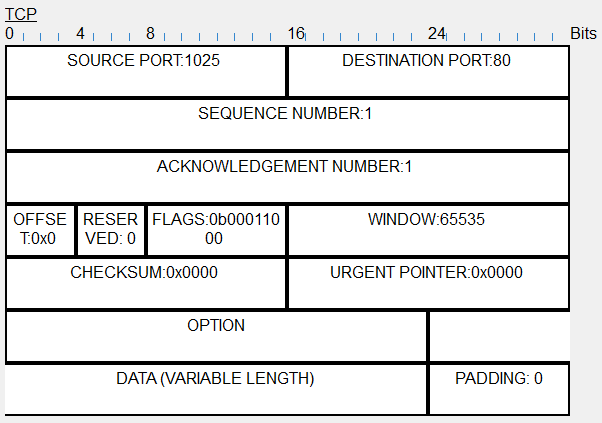 TCP
0 4 8 16 24 Bits
SOURCE PORT:1025 DESTINATION PORT:80
SEQUENCE NUMBER:1
ACKNOWLEDGEMENT NUMBER:1
OFFSE RESER FLAGS:0b000110 WINDOW:65535
T:0x0 VED: 0 00
CHECKSUM:0x0000 URGENT POINTER:0x0000
OPTION
DATA (VARIABLE LENGTH) PADDING: 0